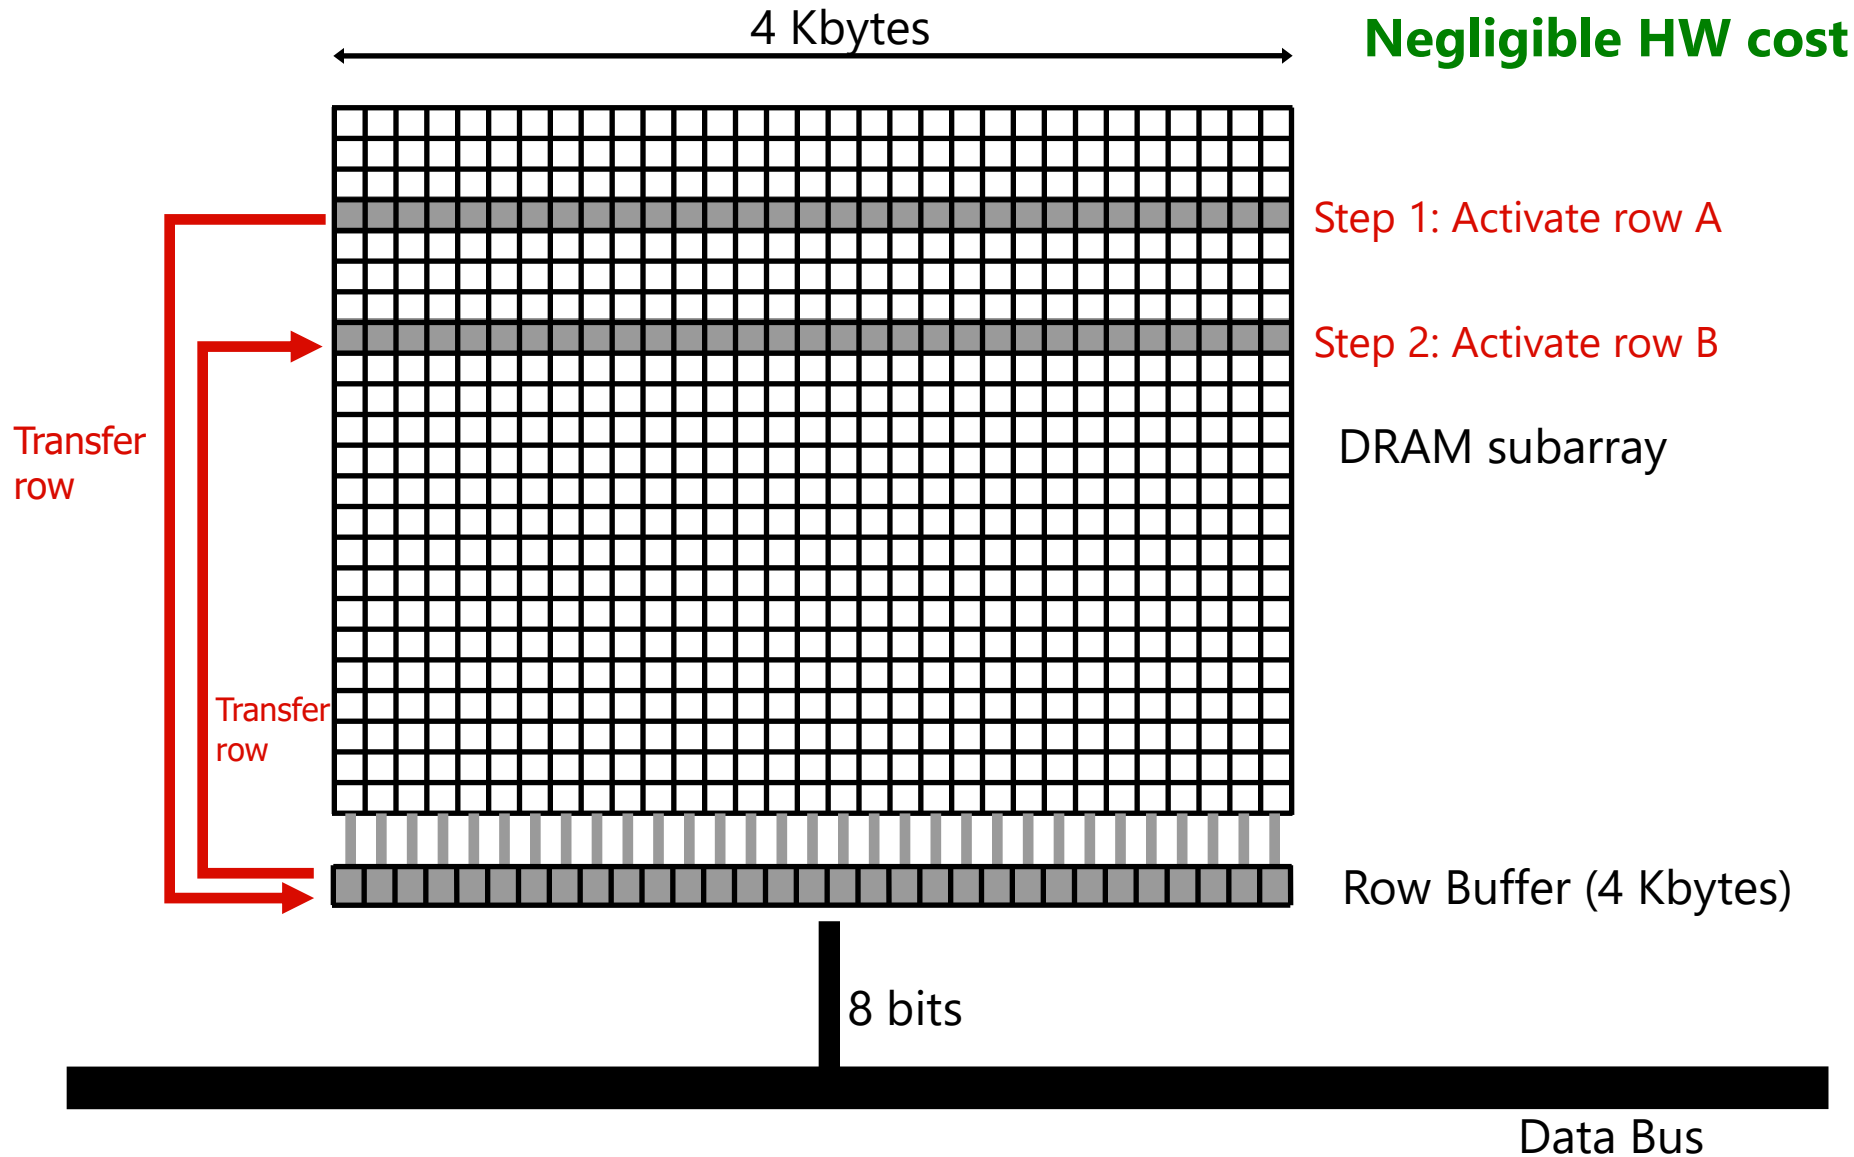 4 Kbytes
Negligible HW cost
Step 1: Activate row A
Step 2: Activate row B
Transfer
row
DRAM subarray
Transfer
row
Row Buffer (4 Kbytes)
8 bits
Data Bus